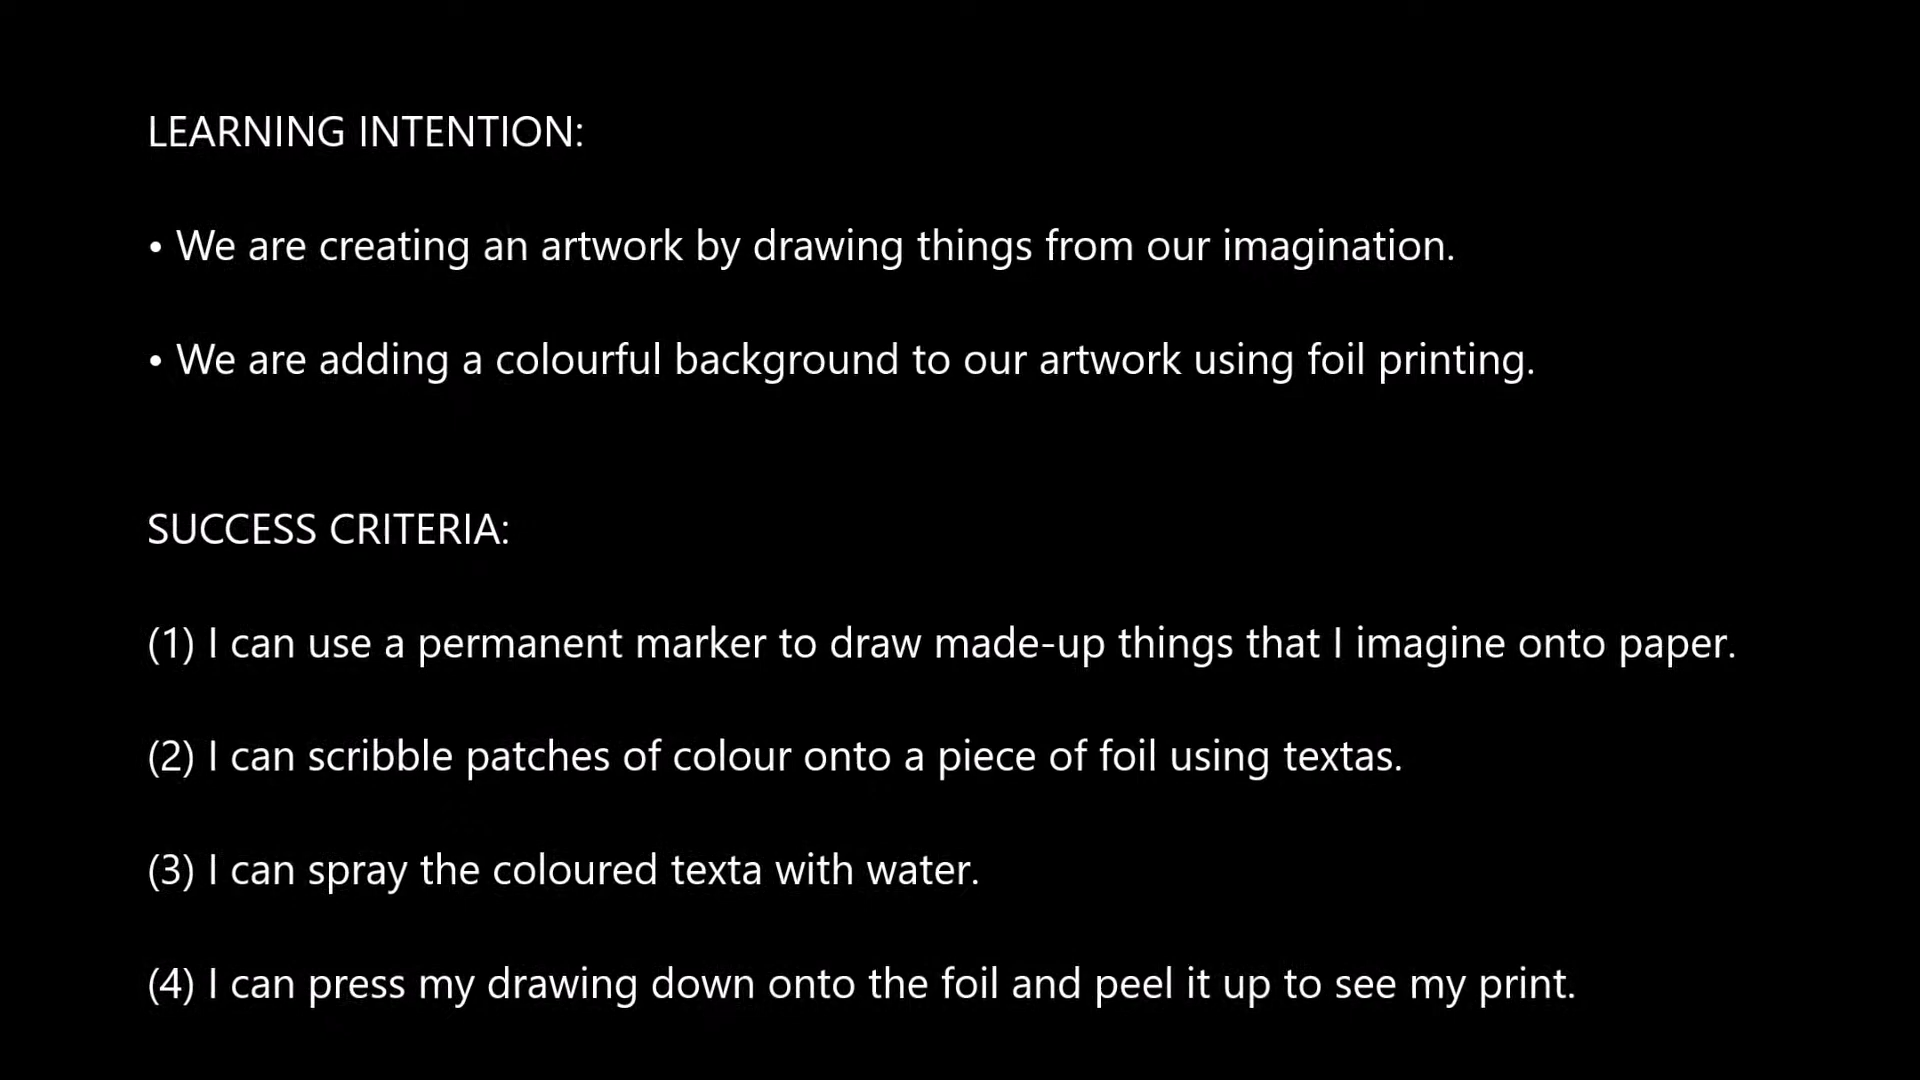 LEARNING INTENTION:
• We are creating an artwork by drawing things from our imagination.
• We are adding a colourful background to our artwork using foil printing.
SUCCESS CRITERIA:
(1) I can use a permanent marker to draw made-up things that I imagine onto paper.
(2) I can scribble patches of colour onto a piece of foil using textas.
(3) I can spray the coloured texta with water.
(4) I can press my drawing down onto the foil and peel it up to see my print.